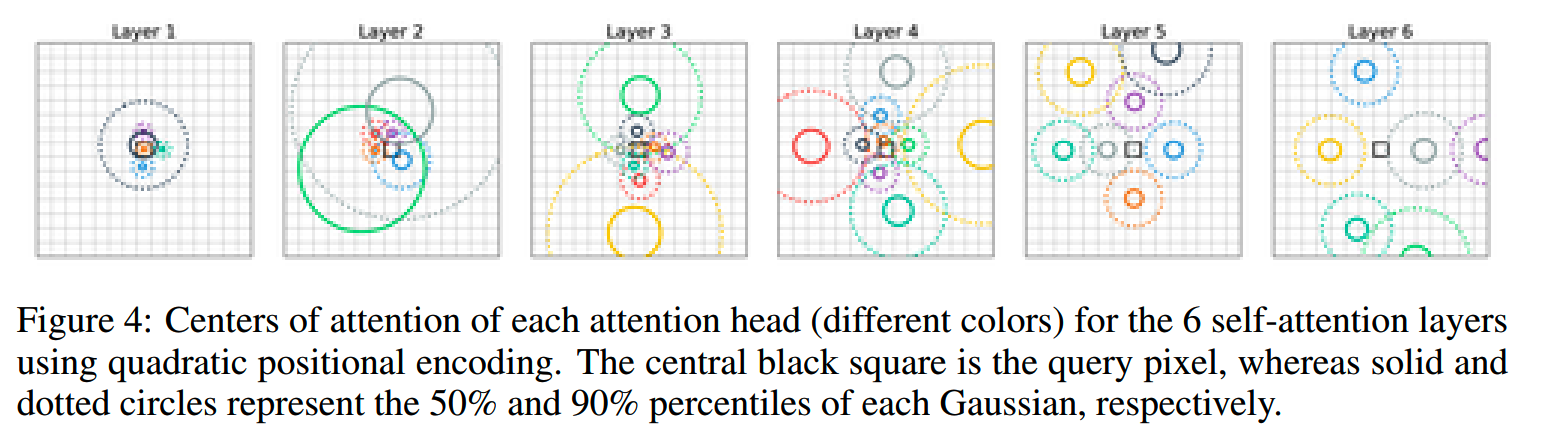 Layer 1 Layer 2 Layer 3 Layer 4 Layer 5 Layer 6
Figure 4: Centers of attention of each attention head (different colors) for the 6 self-attention layers
using quadratic positional encoding. The central black square is the query pixel, whereas solid and
dotted circles represent the 50% and 90% percentiles of each Gaussian, respectively.